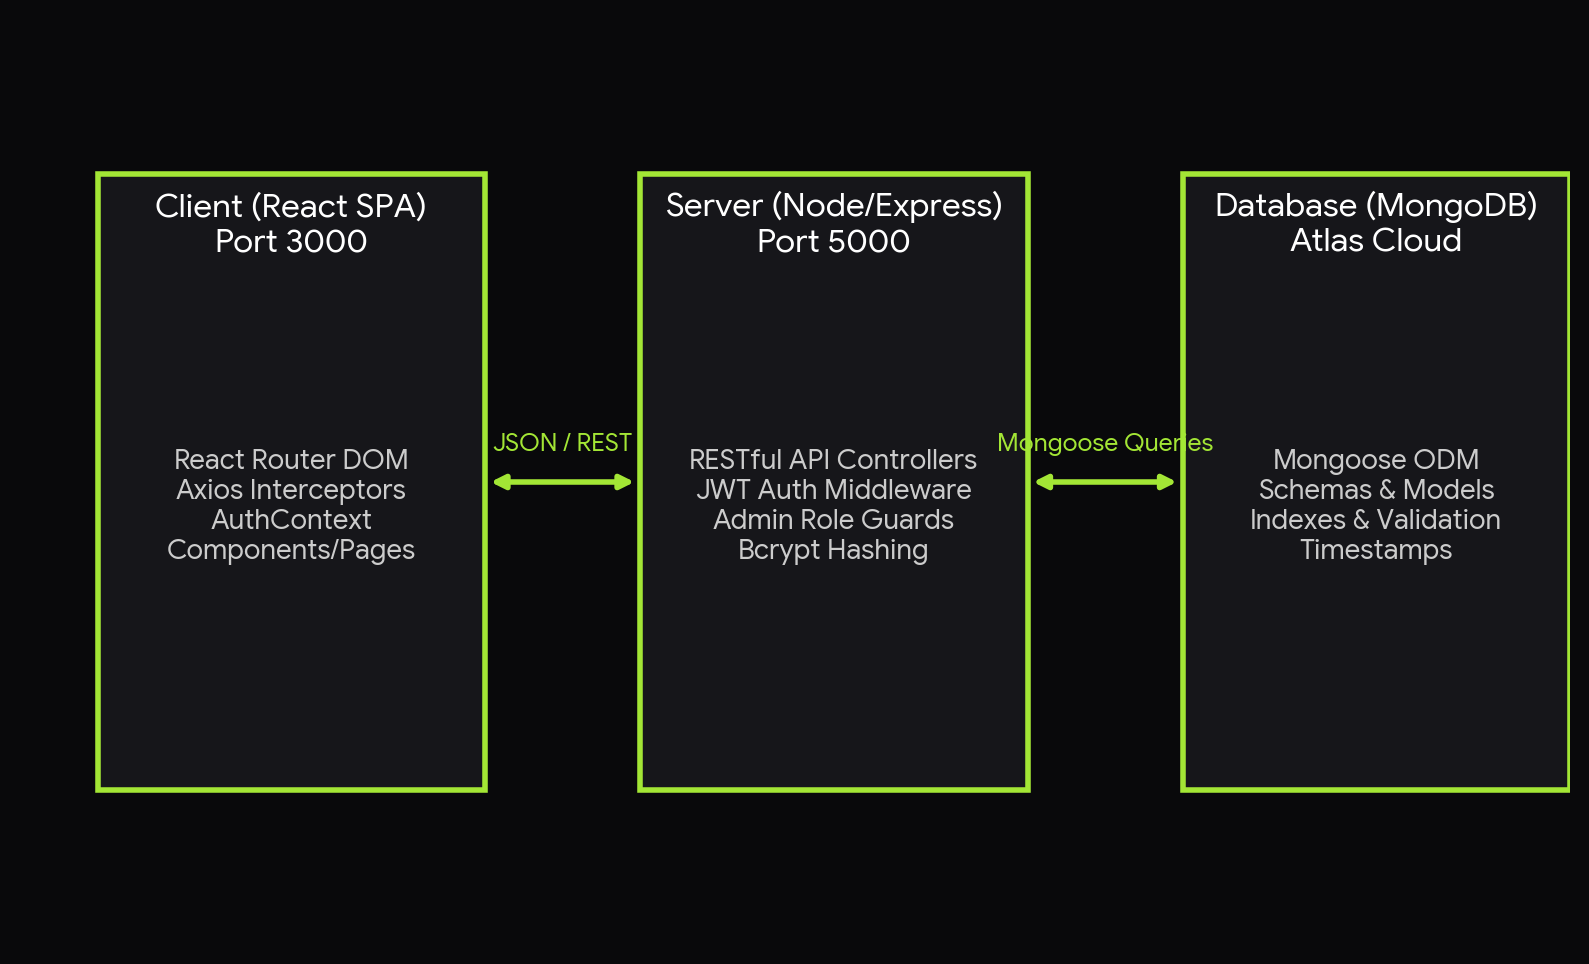 Client (React SPA)
Port 3000
React Router DOM
Axios Interceptors
AuthContext
Components/Pages
JSON / REST
Server (Node/Express)
Port 5000
RESTful API Controllers
JWT Auth Middleware
Admin Role Guards
Bcrypt Hashing
Mongoose Queries
Database (MongoDB)
Atlas Cloud
Mongoose ODM
Schemas & Models
Indexes & Validation
Timestamps